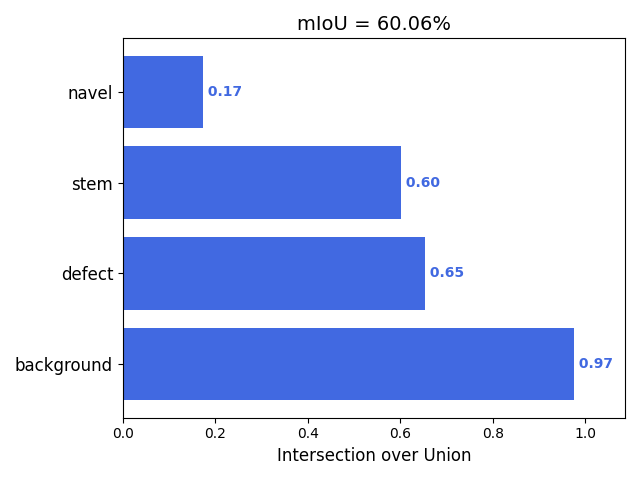 mIoU = 60.06%
navel
0.17
stem
0.60
defect
0.65
background
0.97
0.0 0.2 0.4 0.6 0.8 1.0
Intersection over Union